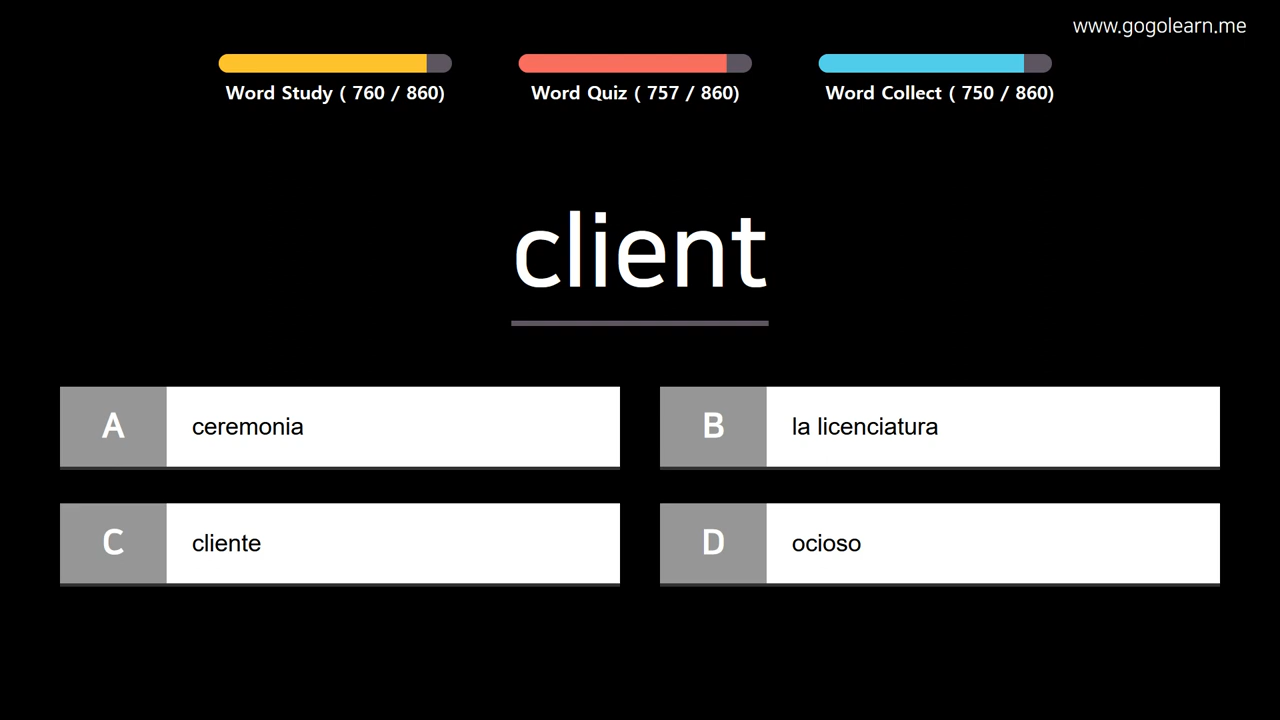 www.gogolearn.me
Word Study ( 760 / 860)
Word Quiz ( 757 / 860)
Word Collect ( 750 / 860)
client
A
ceremonia
B
la licenciatura
C
cliente
D
ocioso